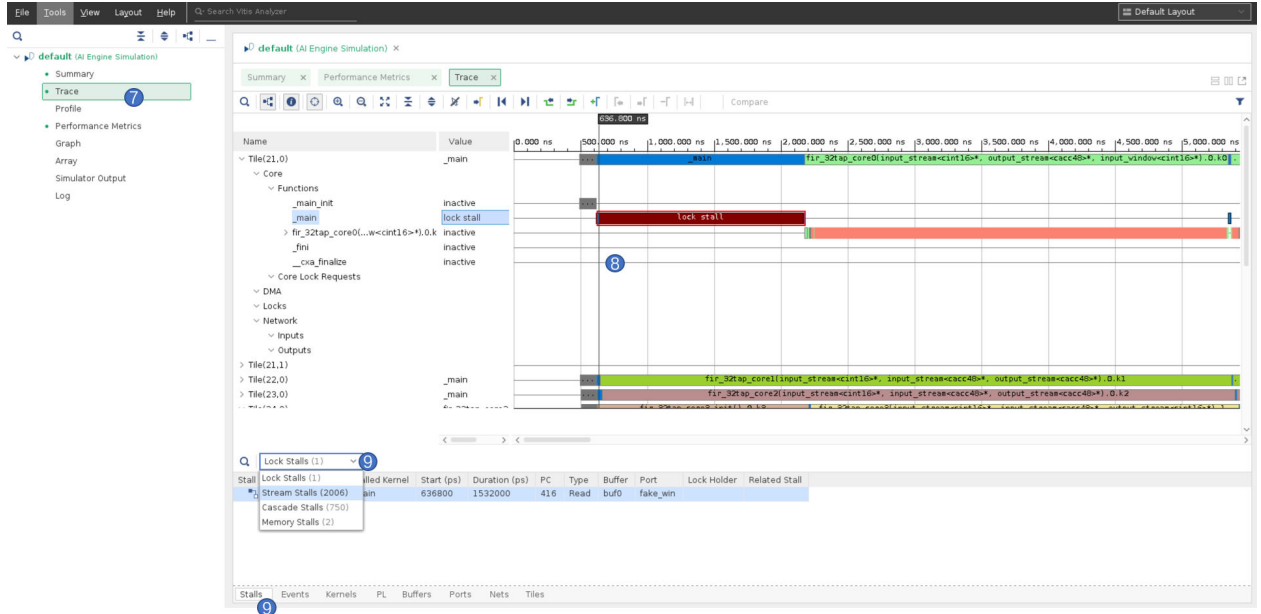 File Tools View Layout Help Search Vitis Analyzer Default Layout
default (AI Engine Simulation)
Summary
Trace
7
Profile
Performance Metrics
Graph
Array
Simulator Output
Log
default (AI Engine Simulation) ×
Summary × Performance Metrics × Trace ×
Compare
636.800 ns
Name Value 0.000 ns 500.000 ns 1,000.000 ns 1,500.000 ns 2,000.000 ns 2,500.000 ns 3,000.000 ns 3,500.000 ns 4,000.000 ns 4,500.000 ns 5,000.000 ns
Tile(21,0) _main ... _main fir_32tap_core0(input_stream<cint16>*, output_stream<cacc48>*, input_window<cint16>*).0.k0
Core
Functions
_main_init inactive ...
_main lock stall lock stall
fir_32tap_core0(...w<cint16>*).0.k inactive
_fini inactive
__cxa_finalize inactive
8
Core Lock Requests
DMA
Locks
Network
Inputs
Outputs
Tile(21,1)
Tile(22,0) _main ... fir_32tap_core1(input_stream<cint16>*, input_stream<cacc48>*, output_stream<cacc48>*).0.k1
Tile(23,0) _main ... fir_32tap_core2(input_stream<cint16>*, input_stream<cacc48>*, output_stream<cacc48>*).0.k2
Lock Stalls (1) 9
Stall Kernel Start (ps) Duration (ps) PC Type Buffer Port Lock Holder Related Stall
Lock Stalls (1)
636800 1532000 416 Read buf0 fake_win
Stream Stalls (2006)
Cascade Stalls (750)
Memory Stalls (2)
Stalls Events Kernels PL Buffers Ports Nets Tiles
9